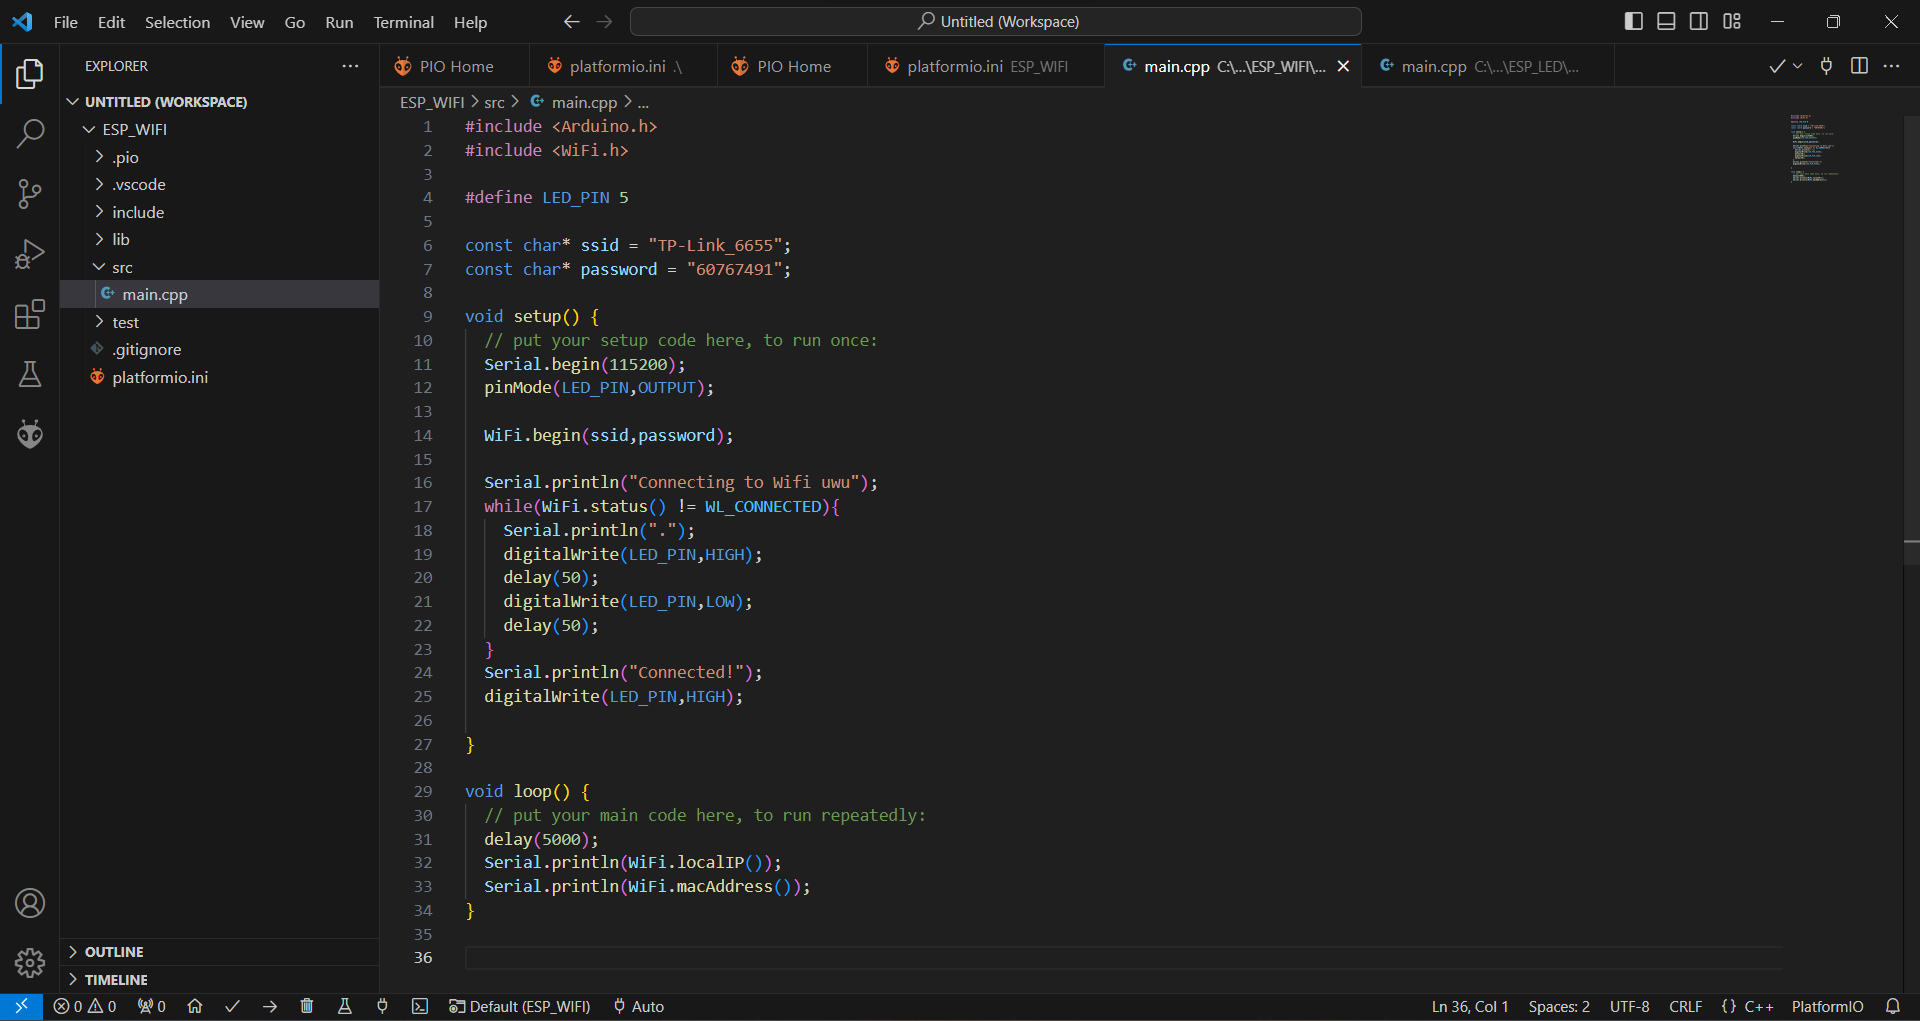 File Edit Selection View Go Run Terminal Help
Untitled (Workspace)
EXPLORER
UNTITLED (WORKSPACE)
ESP_WIFI
.pio
.vscode
include
lib
src
main.cpp
test
.gitignore
platformio.ini
OUTLINE
TIMELINE
PIO Home platformio.ini .\ PIO Home platformio.ini ESP_WIFI main.cpp C:\...\ESP_WIFI\... main.cpp C:\...\ESP_LED\...
ESP_WIFI > src > main.cpp > ...
1 #include <Arduino.h>
2 #include <WiFi.h>
3
4 #define LED_PIN 5
5
6 const char* ssid = "TP-Link_6655";
7 const char* password = "60767491";
8
9 void setup() {
10 // put your setup code here, to run once:
11 Serial.begin(115200);
12 pinMode(LED_PIN,OUTPUT);
13
14 WiFi.begin(ssid,password);
15
16 Serial.println("Connecting to Wifi uwu");
17 while(WiFi.status() != WL_CONNECTED){
18 Serial.println(".");
19 digitalWrite(LED_PIN,HIGH);
20 delay(50);
21 digitalWrite(LED_PIN,LOW);
22 delay(50);
23 }
24 Serial.println("Connected!");
25 digitalWrite(LED_PIN,HIGH);
26
27 }
28
29 void loop() {
30 // put your main code here, to run repeatedly:
31 delay(5000);
32 Serial.println(WiFi.localIP());
33 Serial.println(WiFi.macAddress());
34 }
35
36
0 0 0 Default (ESP_WIFI) Auto Ln 36, Col 1 Spaces: 2 UTF-8 CRLF {} C++ PlatformIO